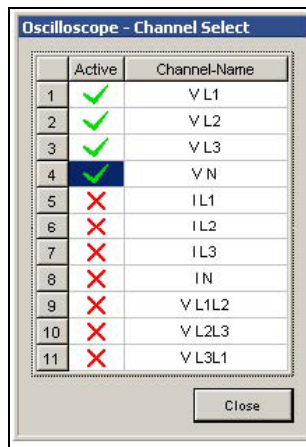 Oscilloscope - Channel Select
Active Channel-Name
1 V L1
2 V L2
3 V L3
4 V N
5 I L1
6 I L2
7 I L3
8 I N
9 V L1L2
10 V L2L3
11 V L3L1
Close